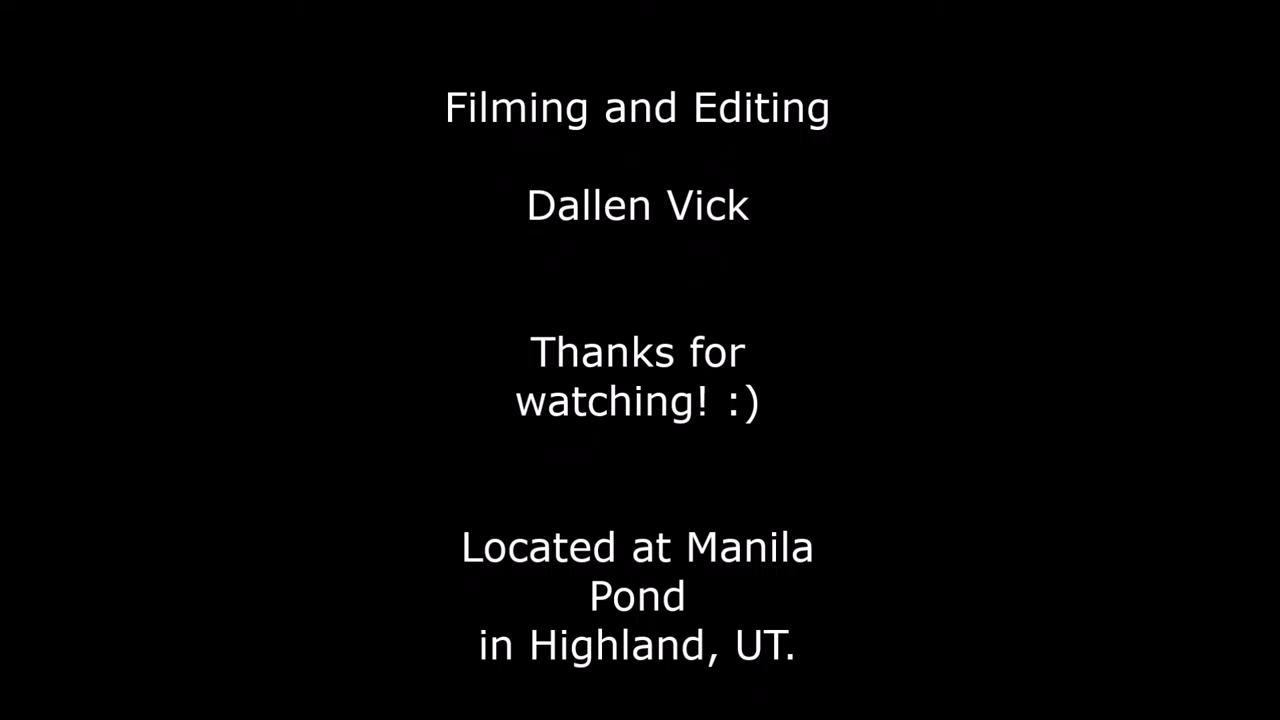 Filming and Editing
Dallen Vick
Thanks for
watching! :)
Located at Manila
Pond
in Highland, UT.